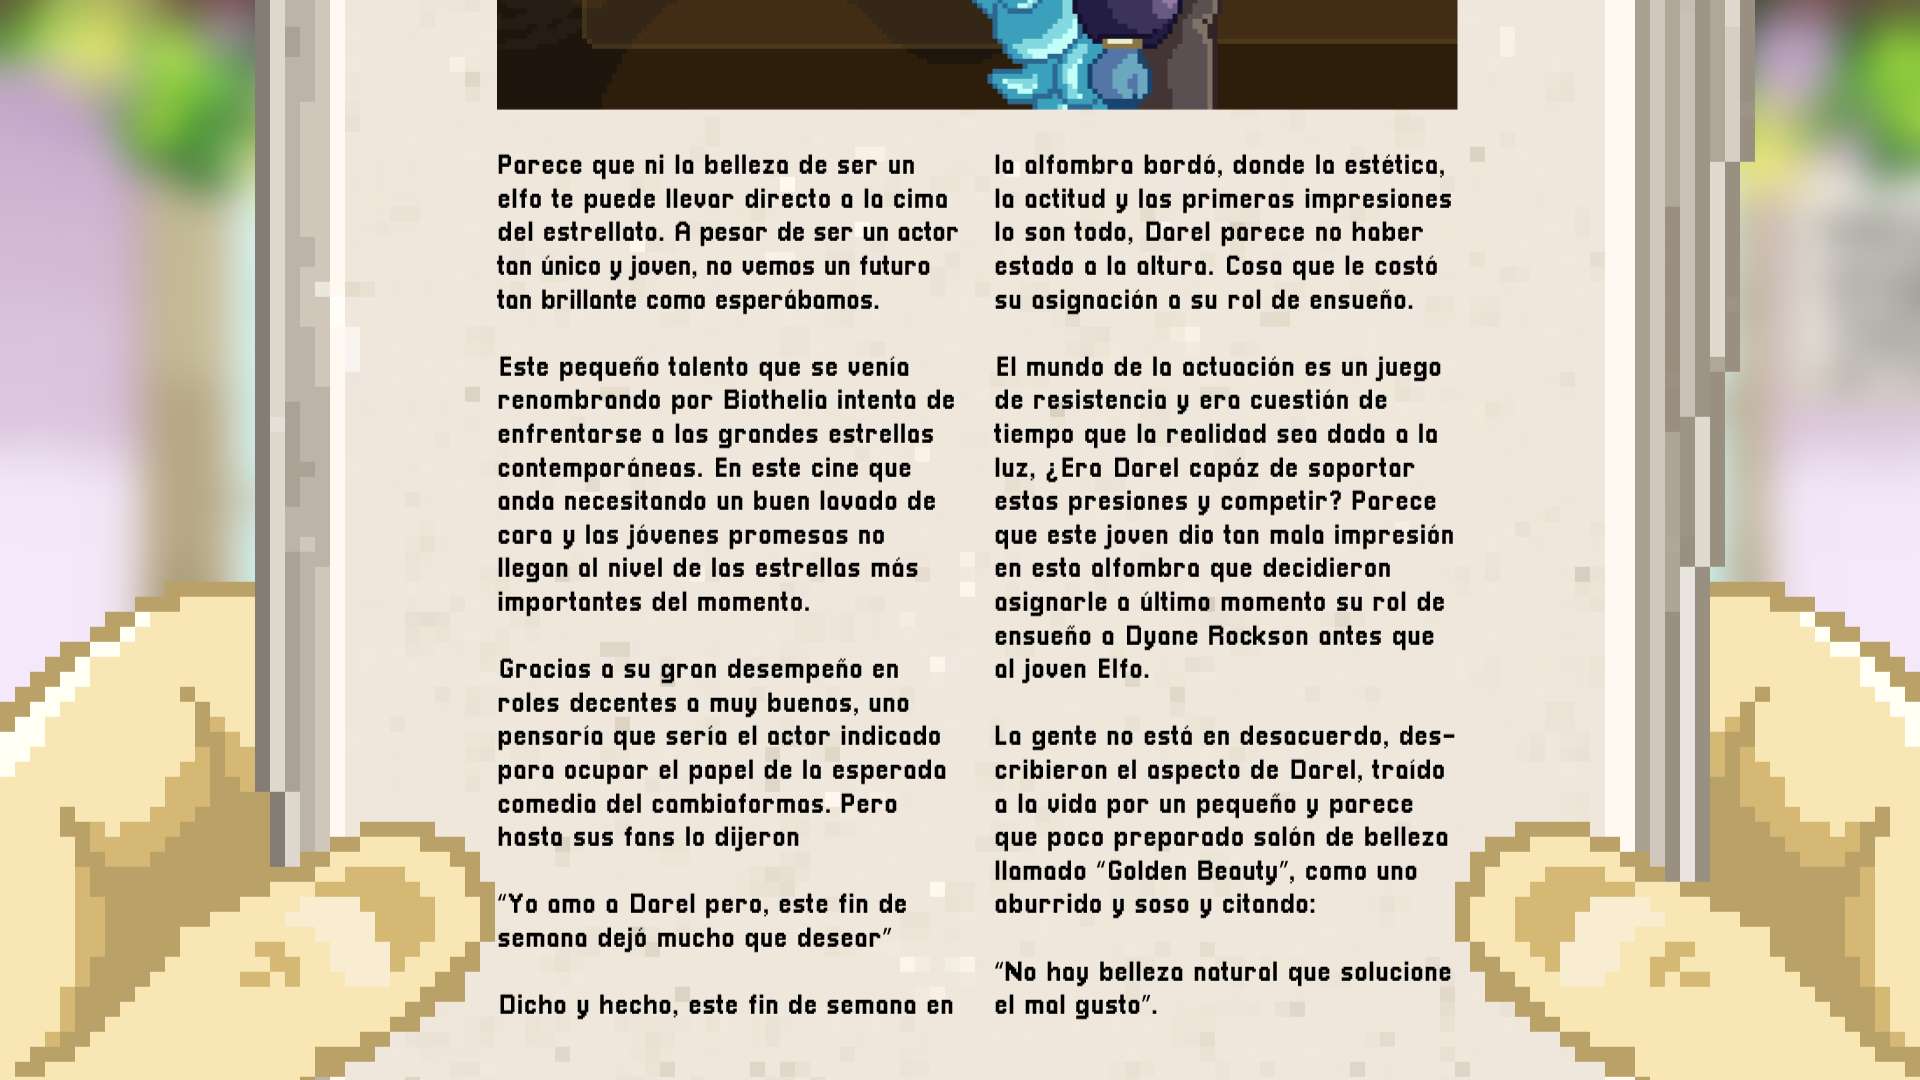 Parece que ni la belleza de ser un
elfo te puede llevar directo a la cima
del estrellato. A pesar de ser un actor
tan único y joven, no vemos un futuro
tan brillante como esperábamos.
Este pequeño talento que se venía
renombrando por Biothelia intenta de
enfrentarse a las grandes estrellas
contemporáneas. En este cine que
anda necesitando un buen lavado de
cara y las jóvenes promesas no
llegan al nivel de las estrellas más
importantes del momento.
Gracias a su gran desempeño en
roles decentes a muy buenos, uno
pensaría que sería el actor indicado
para ocupar el papel de la esperada
comedia del cambiaformas. Pero
hasta sus fans lo dijeron
“Yo amo a Darel pero, este fin de
semana dejó mucho que desear”
Dicho y hecho, este fin de semana en
la alfombra bordó, donde la estética,
la actitud y las primeras impresiones
lo son todo, Darel parece no haber
estado a la altura. Cosa que le costó
su asignación a su rol de ensueño.
El mundo de la actuación es un juego
de resistencia y era cuestión de
tiempo que la realidad sea dada a la
luz, ¿Era Darel capáz de soportar
estas presiones y competir? Parece
que este joven dio tan mala impresión
en esta alfombra que decidieron
asignarle a último momento su rol de
ensueño a Dyane Rockson antes que
al joven Elfo.
La gente no está en desacuerdo, des-
cribieron el aspecto de Darel, traído
a la vida por un pequeño y parece
que poco preparado salón de belleza
llamado “Golden Beauty”, como uno
aburrido y soso y citando:
“No hay belleza natural que solucione
el mal gusto”.